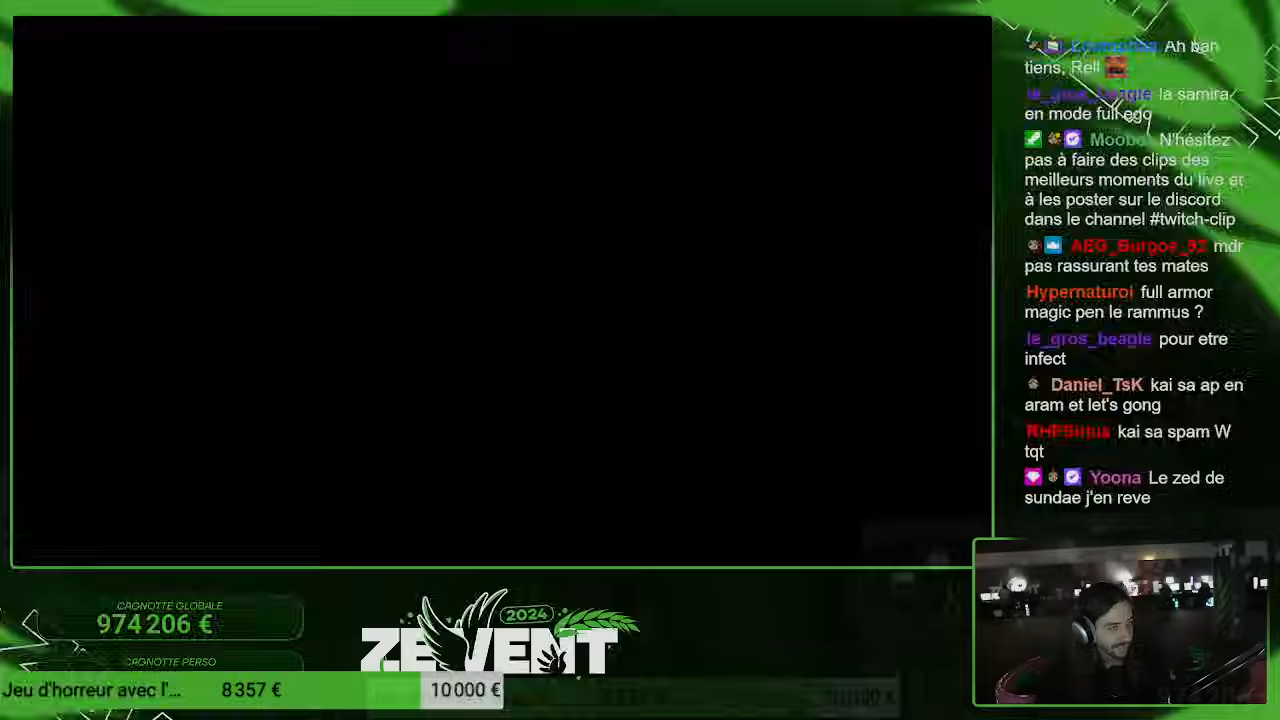 Ah ban
tiens, Rell
le_gros_beagle la samira
en mode full ego
Moobot N'hésitez
pas à faire des clips des
meilleurs moments du live et
à les poster sur le discord
dans le channel #twitch-clip
AEG_Burgos_92 mdr
pas rassurant tes mates
Hypernaturol full armor
magic pen le rammus ?
le_gros_beagle pour etre
infect
Daniel_TsK kai sa ap en
aram et let's gong
kai sa spam W
tqt
Yoona Le zed de
sundae j'en reve
CAGNOTTE GLOBALE
974 206 €
CAGNOTTE PERSO
Jeu d'horreur avec l'... 8 357 € 10 000 €
2024
ZEVENT